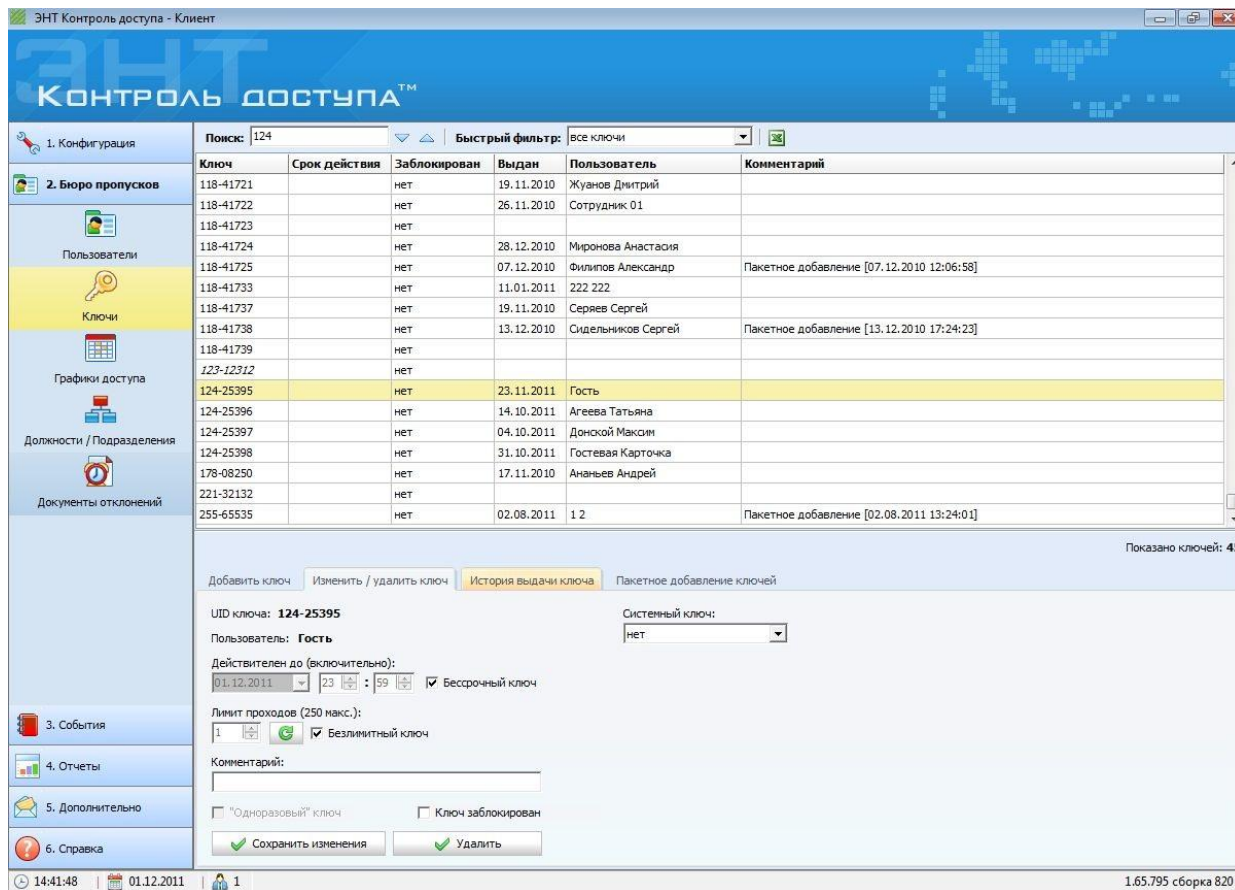 ЭНТ Контроль доступа - Клиент
ЭНТ
КОНТРОЛЬ ДОСТУПА™
1. Конфигурация
2. Бюро пропусков
Пользователи
Ключи
Графики доступа
Должности / Подразделения
Документы отклонений
3. События
4. Отчеты
5. Дополнительно
6. Справка
Поиск: 124 Быстрый фильтр: все ключи
Ключ Срок действия Заблокирован Выдан Пользователь Комментарий
118-41721 нет 19.11.2010 Жуанов Дмитрий
118-41722 нет 26.11.2010 Сотрудник 01
118-41723 нет
118-41724 нет 28.12.2010 Миронова Анастасия
118-41725 нет 07.12.2010 Филипов Александр Пакетное добавление [07.12.2010 12:06:58]
118-41733 нет 11.01.2011 222 222
118-41737 нет 19.11.2010 Серяев Сергей
118-41738 нет 13.12.2010 Сидельников Сергей Пакетное добавление [13.12.2010 17:24:23]
118-41739 нет
123-12312 нет
124-25395 нет 23.11.2011 Гость
124-25396 нет 14.10.2011 Агеева Татьяна
124-25397 нет 04.10.2011 Донской Максим
124-25398 нет 31.10.2011 Гостевая Карточка
178-08250 нет 17.11.2010 Ананьев Андрей
221-32132 нет
255-65535 нет 02.08.2011 1 2 Пакетное добавление [02.08.2011 13:24:01]
Показано ключей:
Добавить ключ Изменить / удалить ключ История выдачи ключа Пакетное добавление ключей
UID ключа: 124-25395 Системный ключ:
нет
Пользователь: Гость
Действителен до (включительно):
01.12.2011 23 : 59 Бессрочный ключ
Лимит проходов (250 макс.):
1 Безлимитный ключ
Комментарий:
"Одноразовый" ключ Ключ заблокирован
Сохранить изменения Удалить
14:41:48 01.12.2011 1 1.65.795 сборка 820